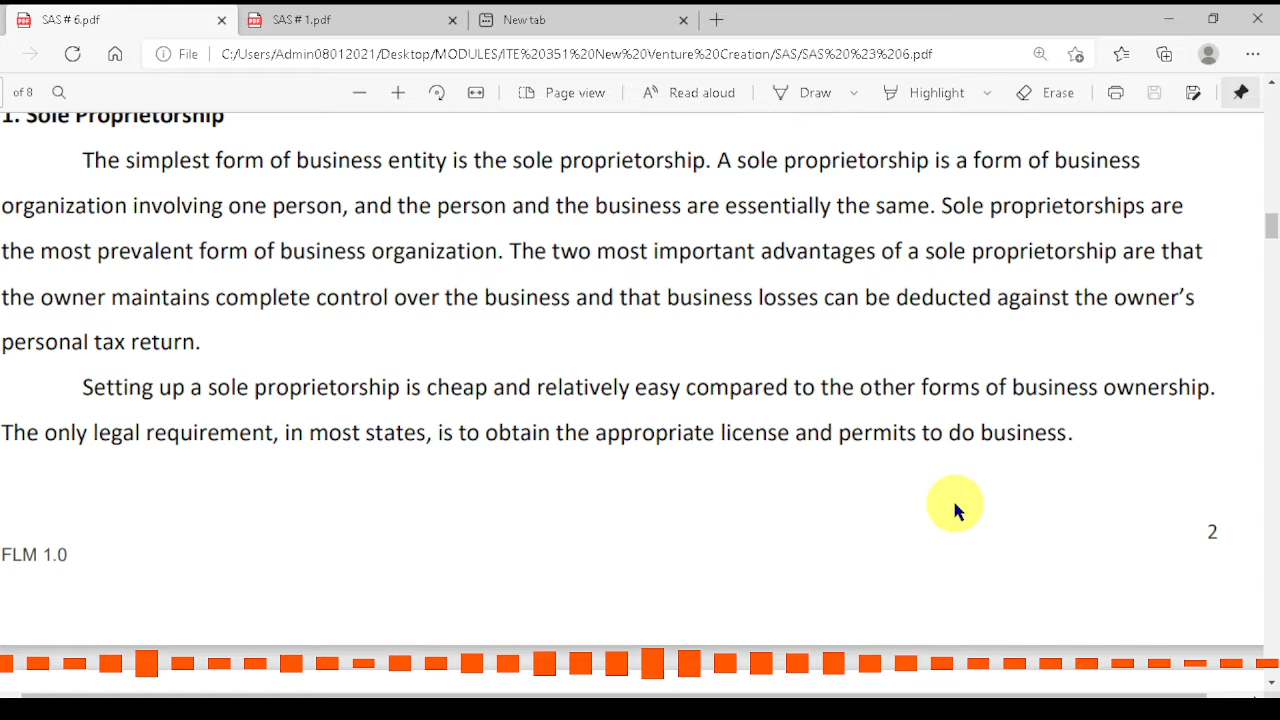 SAS # 6.pdf
SAS # 1.pdf
New tab
File
C:/Users/Admin08012021/Desktop/MODULES/ITE%20351%20New%20Venture%20Creation/SAS/SAS%20%23%206.pdf
of 8
Page view
Read aloud
Draw
Highlight
Erase
1. Sole Proprietorship
The simplest form of business entity is the sole proprietorship. A sole proprietorship is a form of business
organization involving one person, and the person and the business are essentially the same. Sole proprietorships are
the most prevalent form of business organization. The two most important advantages of a sole proprietorship are that
the owner maintains complete control over the business and that business losses can be deducted against the owner’s
personal tax return.
Setting up a sole proprietorship is cheap and relatively easy compared to the other forms of business ownership.
The only legal requirement, in most states, is to obtain the appropriate license and permits to do business.
2
FLM 1.0